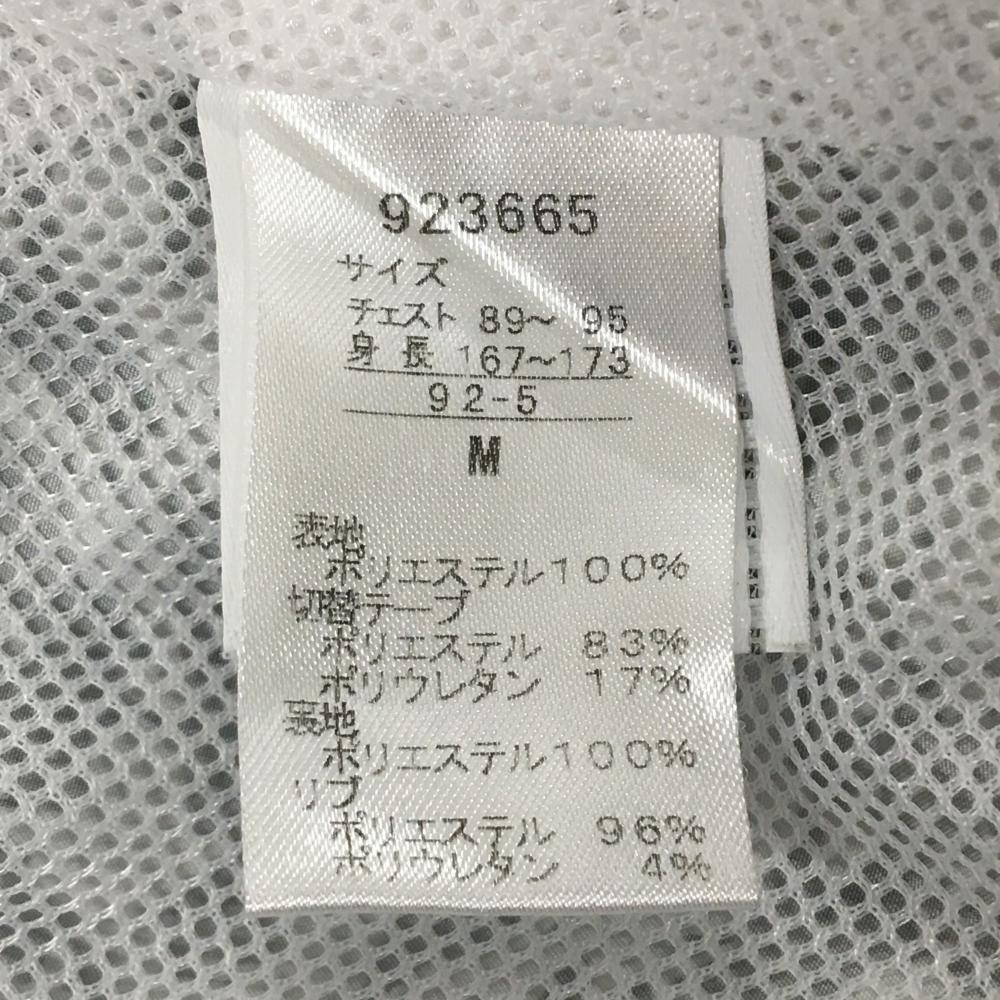 923665
サイズ
チェスト 89〜 95
身長 167〜173
92-5
M
表地
ポリエステル100%
切替テープ
ポリエステル 83%
ポリウレタン 17%
裏地
ポリエステル100%
リブ
ポリエステル 96%
ポリウレタン 4%